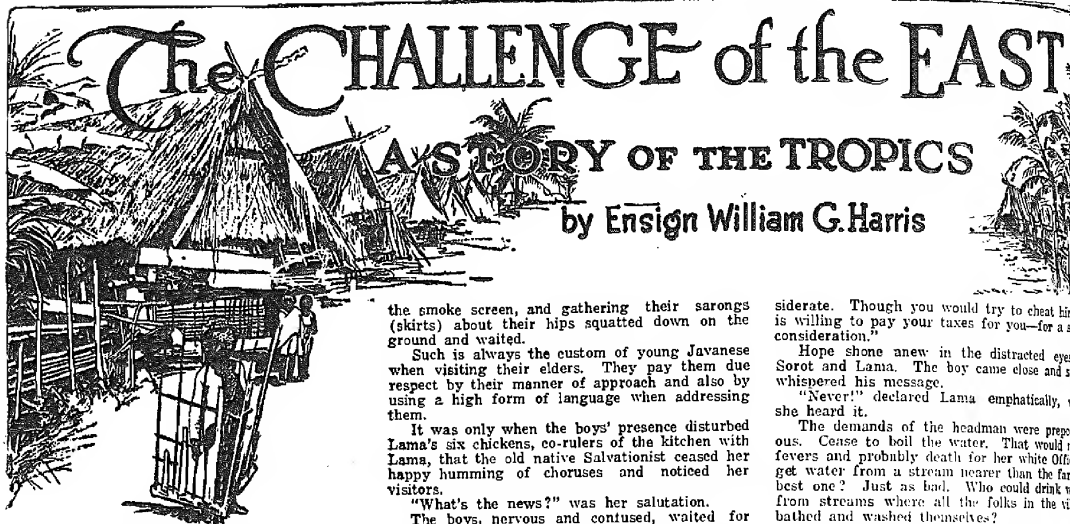 The CHALLENGE of the EAST
A STORY OF THE TROPICS
by Ensign William G. Harris
the smoke screen, and gathering their sarongs
(skirts) about their hips squatted down on the
ground and waited.
Such is always the custom of young Javanese
when visiting their elders. They pay them due
respect by their manner of approach and also by
using a high form of language when addressing
them.
It was only when the boys' presence disturbed
Lama's six chickens, co-rulers of the kitchen with
Lama, that the old native Salvationist ceased her
happy humming of choruses and noticed her
visitors.
"What's the news?" was her salutation.
The boys, nervous and confused, waited for
siderate. Though you would try to cheat
is willing to pay your taxes for you—for a
consideration."
Hope shone anew in the distracted
Sorot and Lama. The boy came close and
whispered his message.
"Never!" declared Lama emphatically,
she heard it.
The demands of the headman were
ous. Cease to boil the water. That would
fevers and probably death for her white
get water from a stream nearer than the
best one? Just as bad. Who could drink
from streams where all the folks in the
bathed and washed themselves?